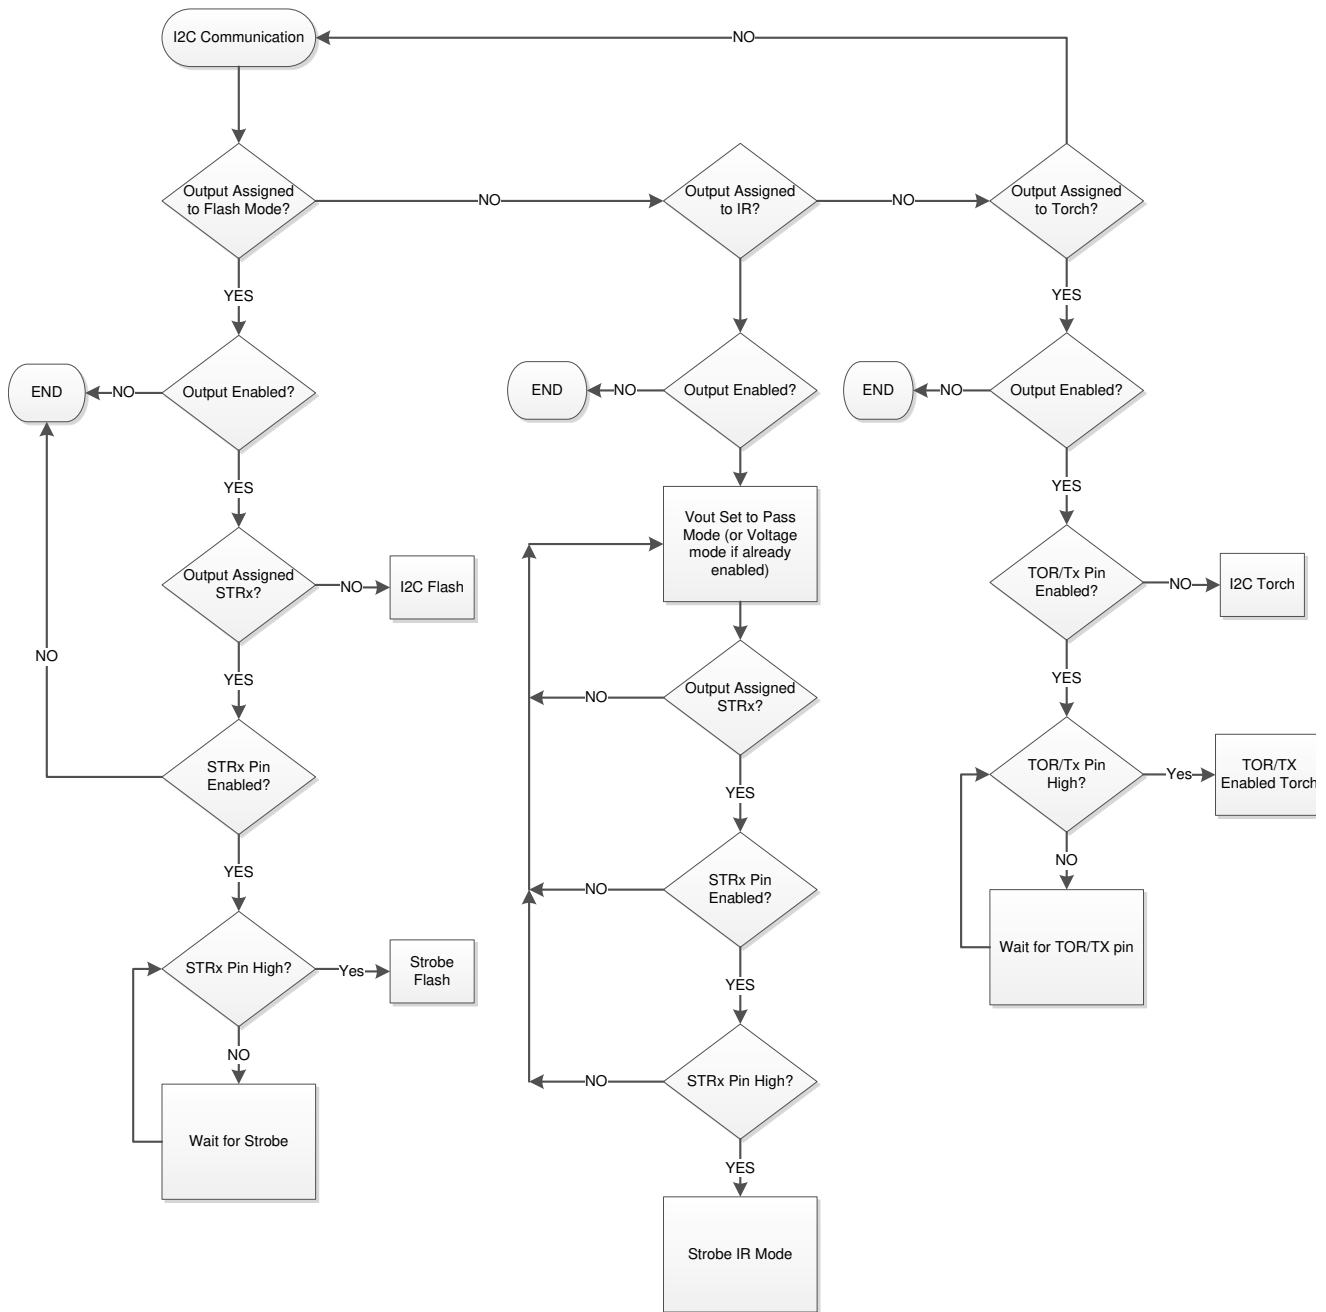 I2C Communication
NO
Output Assigned
to Flash Mode?
NO
Output Assigned
to IR?
NO
Output Assigned
to Torch?
YES
YES
END
NO
Output Enabled?
END
NO
Output Enabled?
END
NO
Output Enabled?
YES
YES
Vout Set to Pass
Mode (or Voltage
mode if already
enabled)
Output Assigned
STRx?
NO
I2C Flash
TOR/Tx Pin
Enabled?
NO
I2C Torch
NO
YES
YES
Output Assigned
STRx?
NO
STRx Pin
Enabled?
TOR/Tx Pin
High?
Yes
TOR/TX
Enabled Torch
YES
YES
NO
STRx Pin
Enabled?
NO
Wait for TOR/TX pin
STRx Pin High?
Yes
Strobe
Flash
YES
NO
STRx Pin High?
NO
Wait for Strobe
YES
Strobe IR Mode